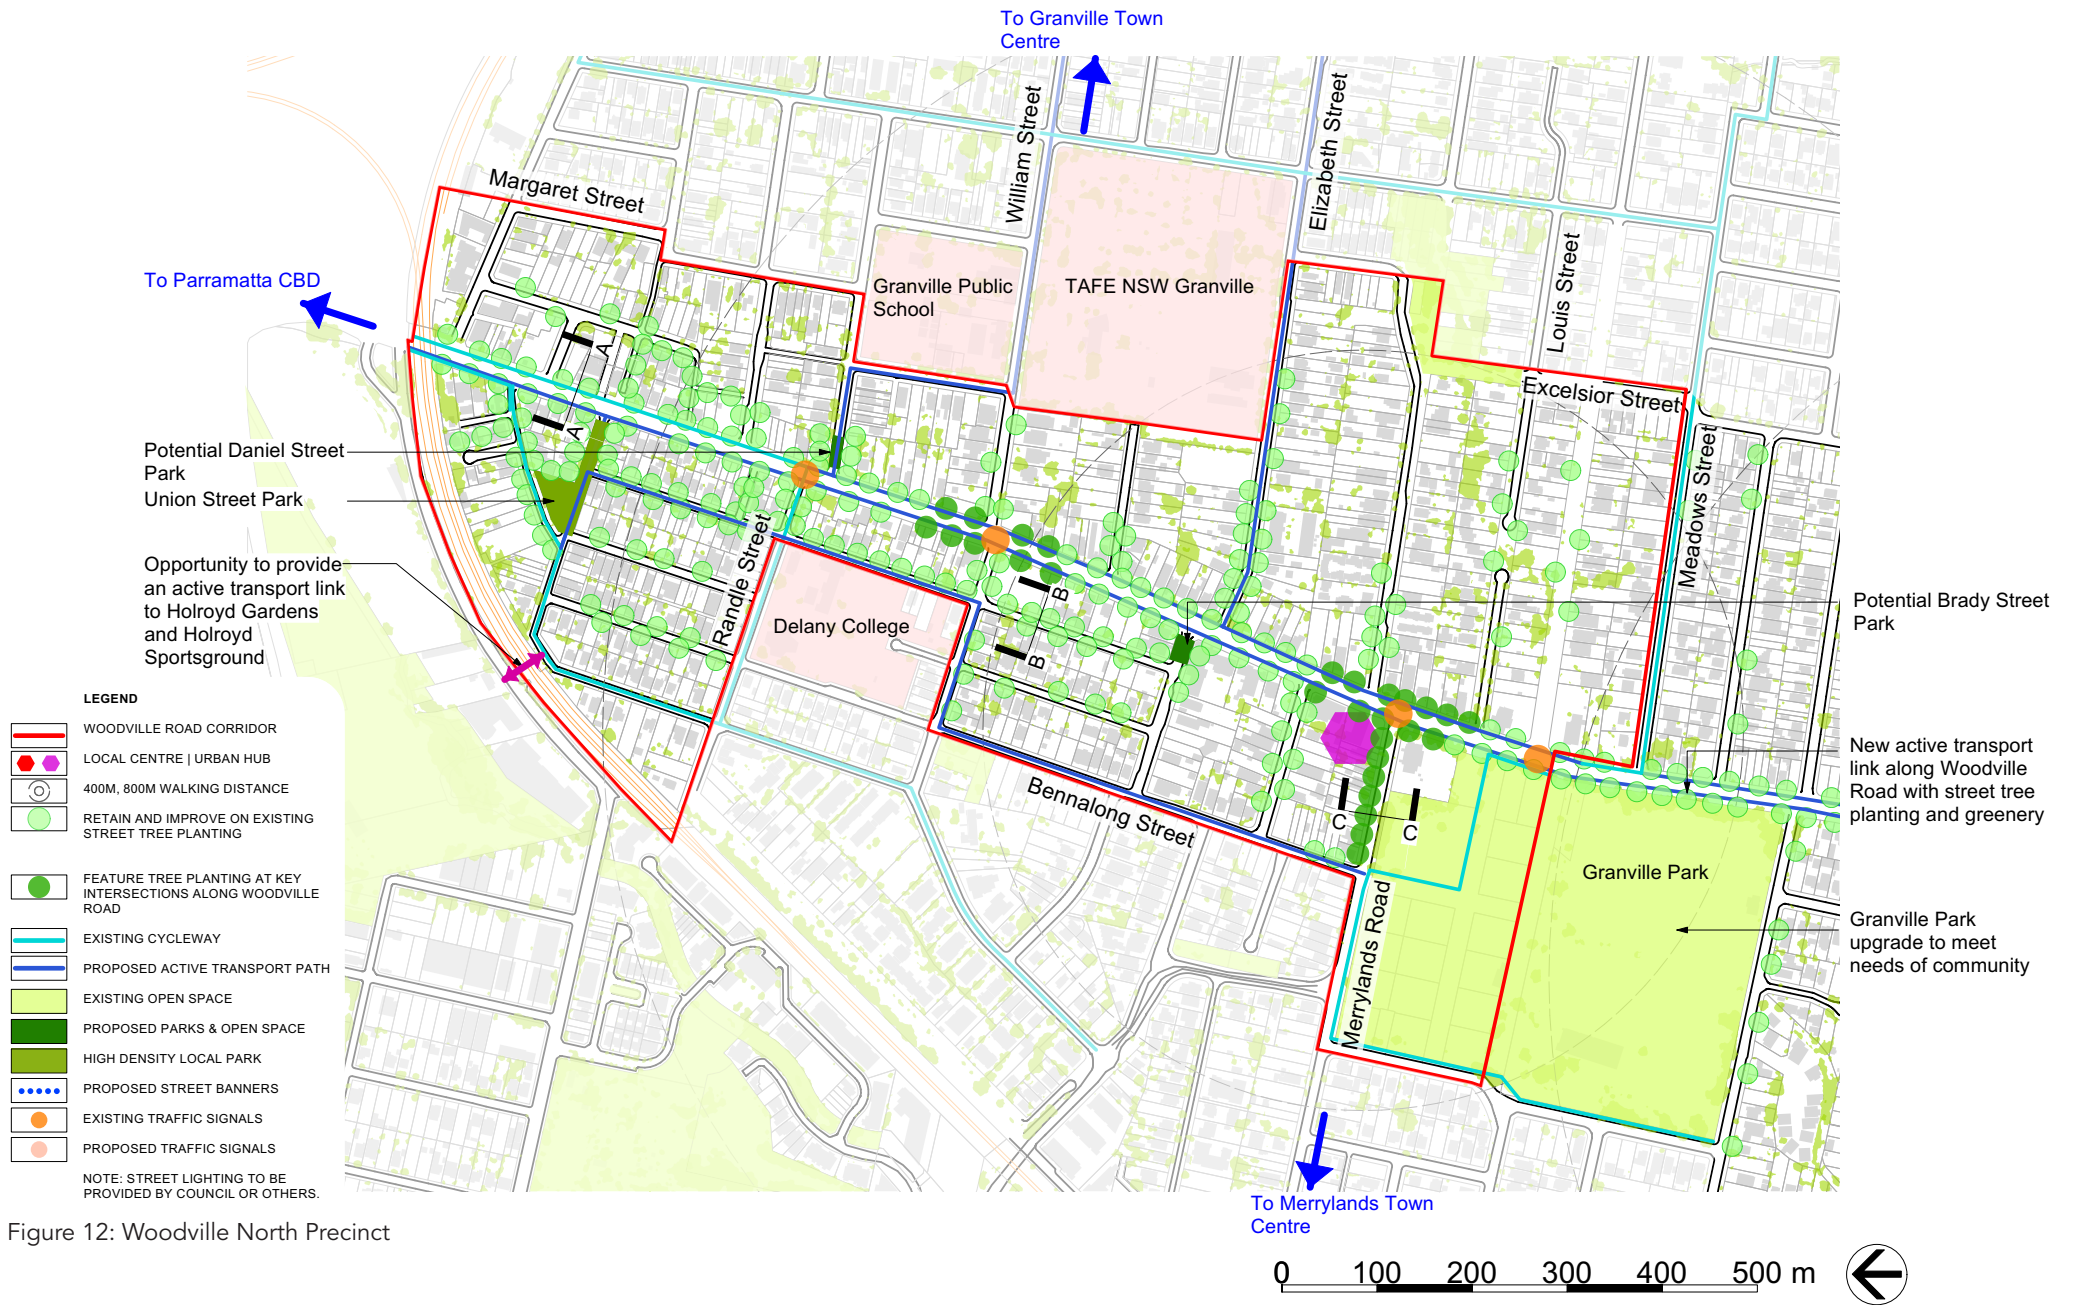 To Granville Town
Centre
Margaret Street
William Street
Elizabeth Street
To Parramatta CBD
Granville Public
School
TAFE NSW Granville
Louis Street
Excelsior Street
A
A
Potential Daniel Street
Park
Union Street Park
Meadows Street
Opportunity to provide
an active transport link
to Holroyd Gardens
and Holroyd
Sportsground
Randle Street
Delany College
B
B
Potential Brady Street
Park
New active transport
link along Woodville
Road with street tree
planting and greenery
Bennalong Street
C
C
Granville Park
Merrylands Road
Granville Park
upgrade to meet
needs of community
LEGEND
WOODVILLE ROAD CORRIDOR
LOCAL CENTRE | URBAN HUB
400M, 800M WALKING DISTANCE
RETAIN AND IMPROVE ON EXISTING
STREET TREE PLANTING
FEATURE TREE PLANTING AT KEY
INTERSECTIONS ALONG WOODVILLE
ROAD
EXISTING CYCLEWAY
PROPOSED ACTIVE TRANSPORT PATH
EXISTING OPEN SPACE
PROPOSED PARKS & OPEN SPACE
HIGH DENSITY LOCAL PARK
PROPOSED STREET BANNERS
EXISTING TRAFFIC SIGNALS
PROPOSED TRAFFIC SIGNALS
NOTE: STREET LIGHTING TO BE
PROVIDED BY COUNCIL OR OTHERS.
To Merrylands Town
Centre
Figure 12: Woodville North Precinct
0 100 200 300 400 500 m